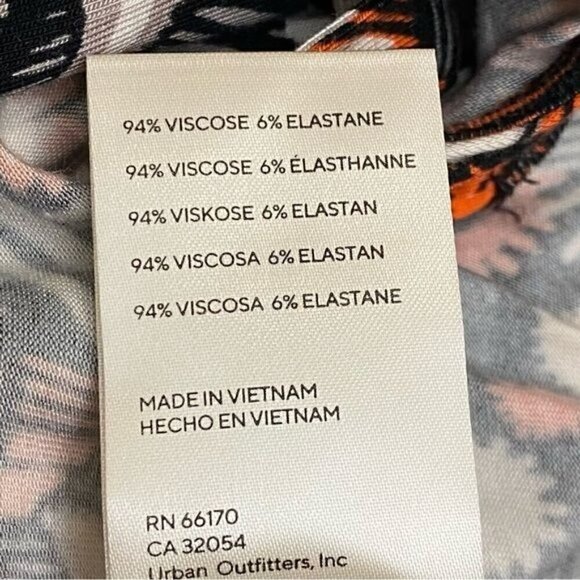 94% VISCOSE 6% ELASTANE
94% VISCOSE 6% ÉLASTHANNE
94% VISKOSE 6% ELASTAN
94% VISCOSA 6% ELASTAN
94% VISCOSA 6% ELASTANE
MADE IN VIETNAM
HECHO EN VIETNAM
RN 66170
CA 32054
Urban Outfitters, Inc